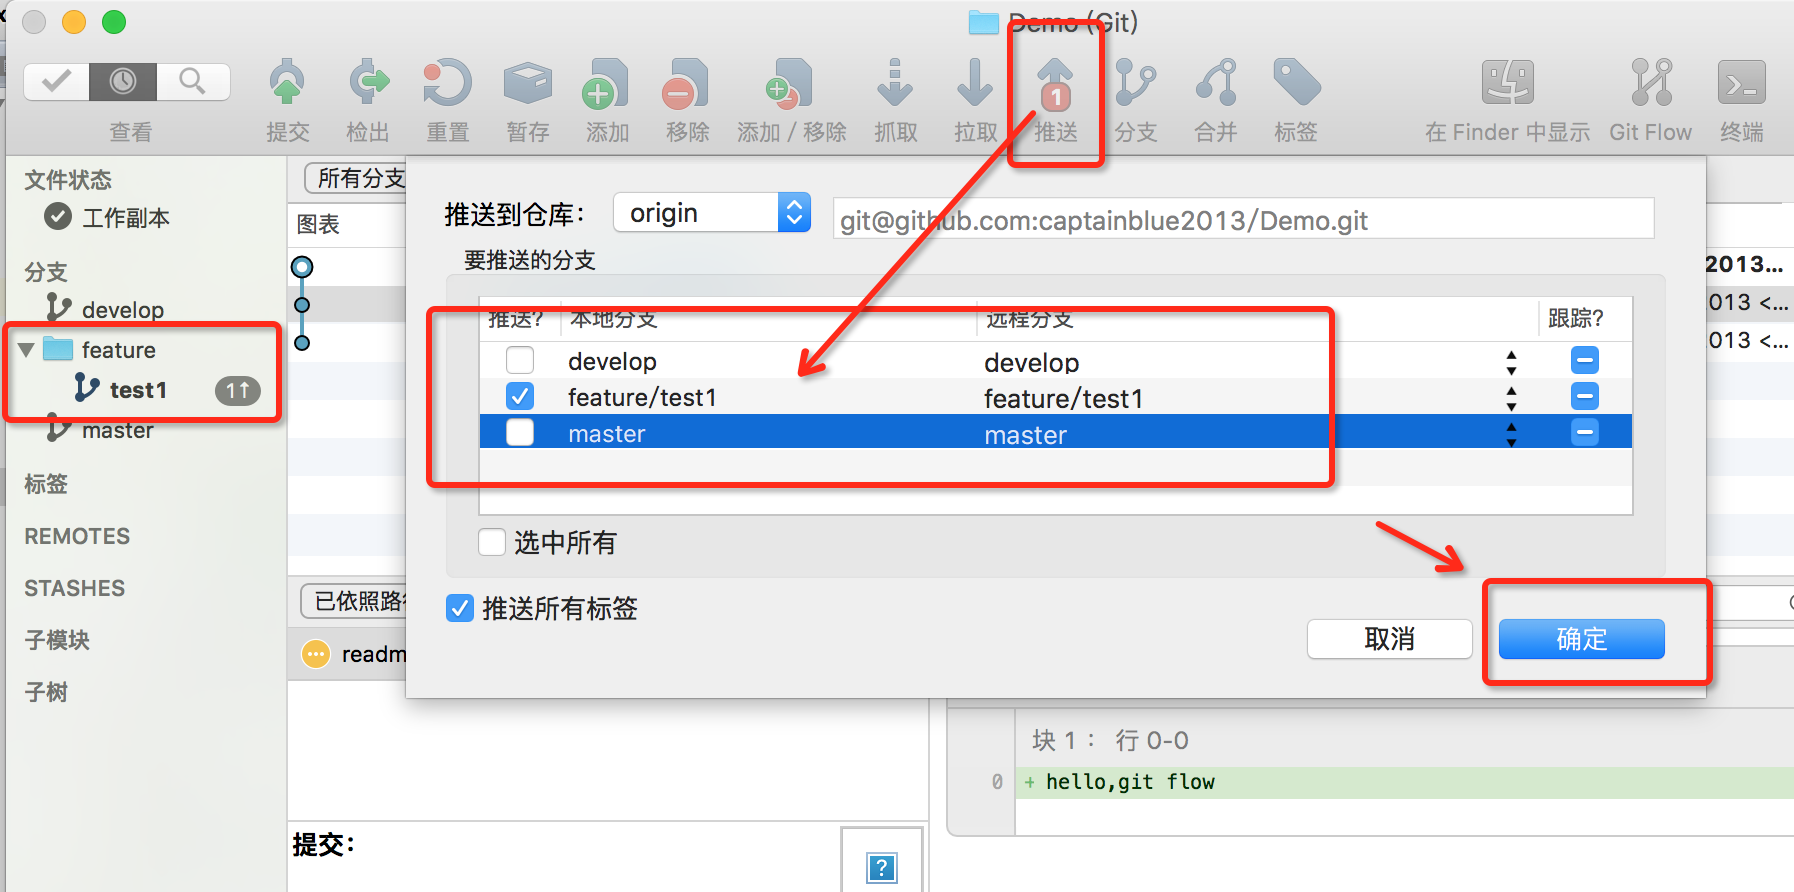 Demo (Git)
查看
提交
检出
重置
暂存
添加
移除
添加 / 移除
抓取
拉取
1
推送
分支
合并
标签
在 Finder 中显示
Git Flow
终端
文件状态
工作副本
分支
develop
feature
test1 1↑
master
标签
REMOTES
STASHES
子模块
子树
所有分支
图表
推送到仓库： origin git@github.com:captainblue2013/Demo.git
要推送的分支
推送? 本地分支 远程分支 跟踪?
develop develop
feature/test1 feature/test1
master master
选中所有
推送所有标签
取消 确定
2013...
013 <...
013 <...
已依照路
readm
块 1： 行 0-0
0 + hello,git flow
提交：
?